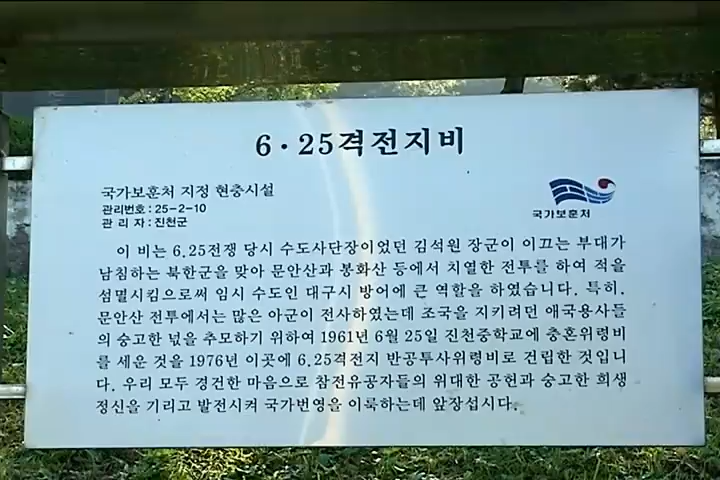 6·25격전지비
국가보훈처 지정 현충시설
관리번호 : 25-2-10
관 리 자 : 진천군
국가보훈처
이 비는 6.25전쟁 당시 수도사단장이었던 김석원 장군이 이끄는 부대가
남침하는 북한군을 맞아 문안산과 봉화산 등에서 치열한 전투를 하여 적을
섬멸시킴으로써 임시 수도인 대구시 방어에 큰 역할을 하였습니다. 특히,
문안산 전투에서는 많은 아군이 전사하였는데 조국을 지키려던 애국용사들
의 숭고한 넋을 추모하기 위하여 1961년 6월 25일 진천중학교에 충혼위령비
를 세운 것을 1976년 이곳에 6.25격전지 반공투사위령비로 건립한 것입니
다. 우리 모두 경건한 마음으로 참전유공자들의 위대한 공헌과 숭고한 희생
정신을 기리고 발전시켜 국가번영을 이룩하는데 앞장섭시다.